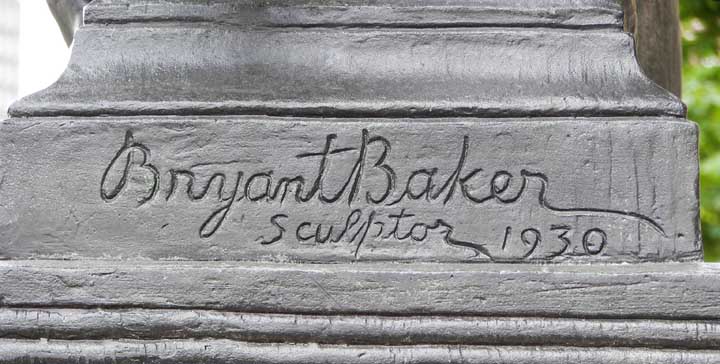 Bryant Baker
Sculptor 1930